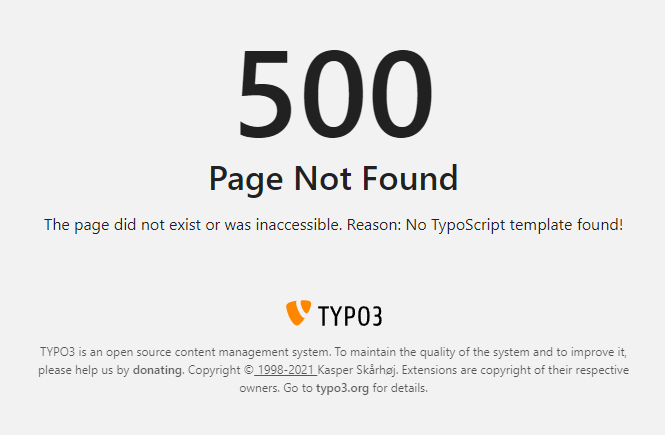 500
Page Not Found
The page did not exist or was inaccessible. Reason: No TypoScript template found!
TYPO3
TYPO3 is an open source content management system. To maintain the quality of the system and to improve it,
please help us by donating. Copyright © 1998-2021 Kasper Skårhøj. Extensions are copyright of their respective
owners. Go to typo3.org for details.